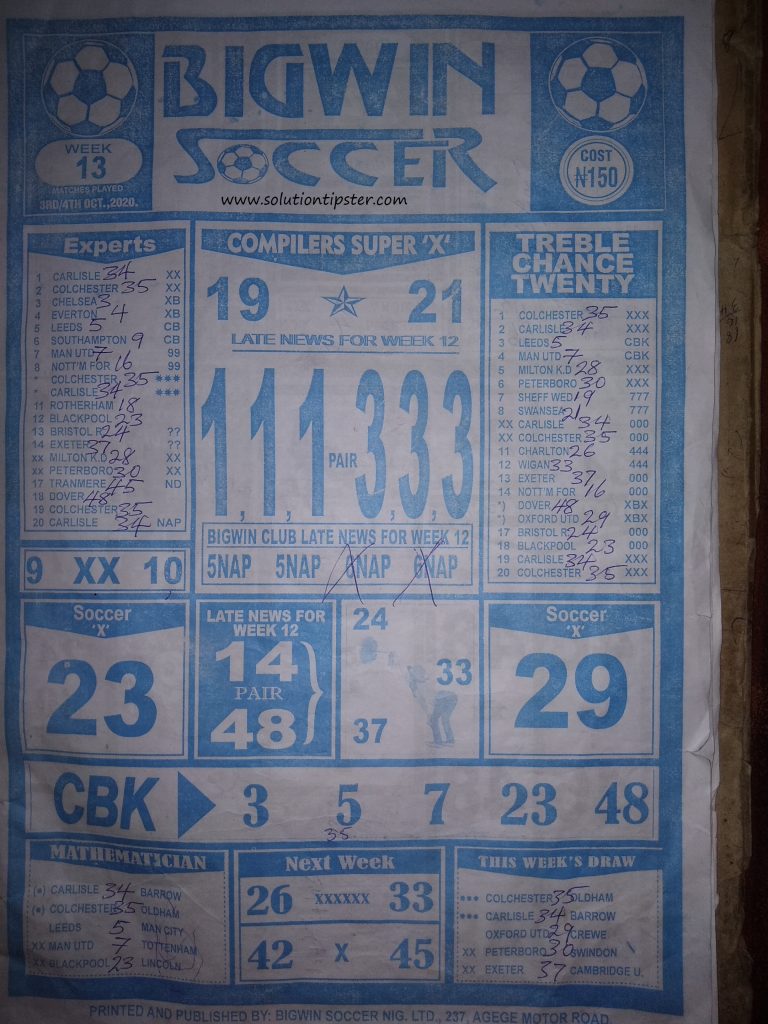 BIGWIN
SOCCER
WEEK
13
MATCHES PLAYED
3RD/4TH OCT.,2020.
COST
₦150
www.solutiontipster.com
Experts
1 CARLISLE 34 XX
2 COLCHESTER 35 XX
3 CHELSEA 3 XB
4 EVERTON 4 XB
5 LEEDS 5 CB
6 SOUTHAMPTON 9 CB
7 MAN UTD 7 99
8 NOTT'M FOR 16 99
* COLCHESTER 35 ***
* CARLISLE 34 ***
11 ROTHERHAM 18
12 BLACKPOOL 23
13 BRISTOL R 24 ??
14 EXETER 37 ??
xx MILTON K.D 28 XX
xx PETERBORO 30 XX
17 TRANMERE 45 ND
18 DOVER 48
19 COLCHESTER 35
20 CARLISLE 34 NAP
9 XX 10
COMPILERS SUPER 'X'
19 21
LATE NEWS FOR WEEK 12
1,1,1 PAIR 3,3,3
BIGWIN CLUB LATE NEWS FOR WEEK 12
5NAP 5NAP 6NAP 6NAP
TREBLE
CHANCE
TWENTY
1 COLCHESTER 35 XXX
2 CARLISLE 34 XXX
3 LEEDS 5 CBK
4 MAN UTD 7 CBK
5 MILTON K.D 28 XXX
6 PETERBORO 30 XXX
7 SHEFF WED 19 777
8 SWANSEA 21 777
XX CARLISLE 34 000
XX COLCHESTER 35 000
11 CHARLTON 26 444
12 WIGAN 33 444
13 EXETER 37 000
14 NOTT'M FOR 16 000
*) DOVER 48 XBX
*) OXFORD UTD 29 XBX
17 BRISTOL R 24 000
18 BLACKPOOL 23 000
19 CARLISLE 34 XXX
20 COLCHESTER 35 XXX
Soccer
'X'
23
LATE NEWS FOR
WEEK 12
14
PAIR
48
24
33
37
Soccer
'X'
29
CBK 3 5 7 23 48
35
MATHEMATICIAN
(*) CARLISLE 34 BARROW
(*) COLCHESTER 35 OLDHAM
LEEDS 5 MAN CITY
XX MAN UTD 7 TOTTENHAM
XX BLACKPOOL 23 LINCOLN
Next Week
26 XXXXXX 33
42 X 45
THIS WEEK'S DRAW
*** COLCHESTER 35 OLDHAM
*** CARLISLE 34 BARROW
OXFORD UTD 29 CREWE
XX PETERBORO 30 SWINDON
XX EXETER 37 CAMBRIDGE U.
PRINTED AND PUBLISHED BY: BIGWIN SOCCER NIG. LTD., 237, AGEGE MOTOR ROAD,